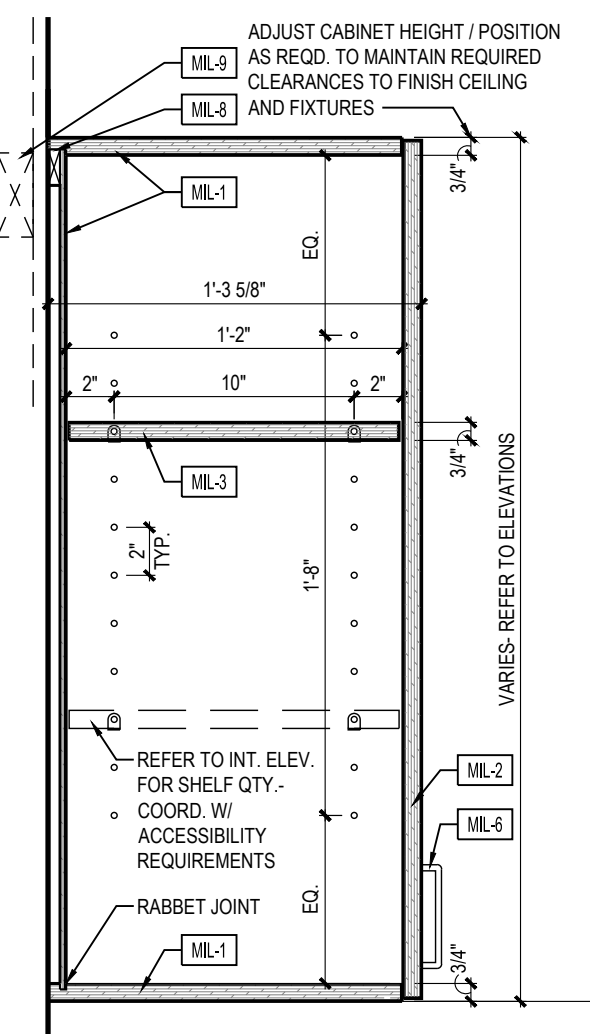 ADJUST CABINET HEIGHT / POSITION
AS REQD. TO MAINTAIN REQUIRED
CLEARANCES TO FINISH CEILING
AND FIXTURES
MIL-9
MIL-8
MIL-1
3/4"
EQ.
1'-3 5/8"
1'-2"
2"
10"
2"
3/4"
MIL-3
2"
TYP.
1'-8"
VARIES- REFER TO ELEVATIONS
REFER TO INT. ELEV.
FOR SHELF QTY.-
COORD. W/
ACCESSIBILITY
REQUIREMENTS
MIL-2
MIL-6
RABBET JOINT
EQ.
MIL-1
3/4"